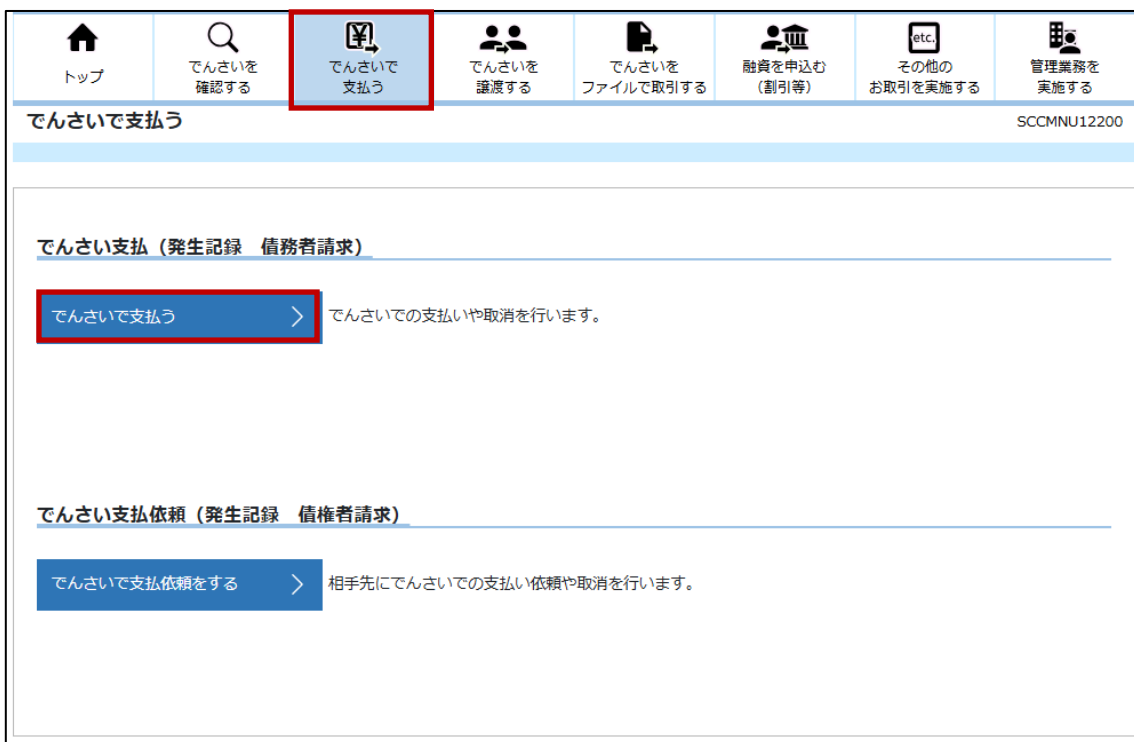 トップ
でんさいを
確認する
でんさいで
支払う
でんさいを
譲渡する
でんさいを
ファイルで取引する
融資を申込む
(割引等)
etc.
その他の
お取引を実施する
管理業務を
実施する
でんさいで支払う
SCCMNU12200
でんさい支払(発生記録 債務者請求)
でんさいで支払う
でんさいでの支払いや取消を行います。
でんさい支払依頼(発生記録 債権者請求)
でんさいで支払依頼をする
相手先にでんさいでの支払い依頼や取消を行います。